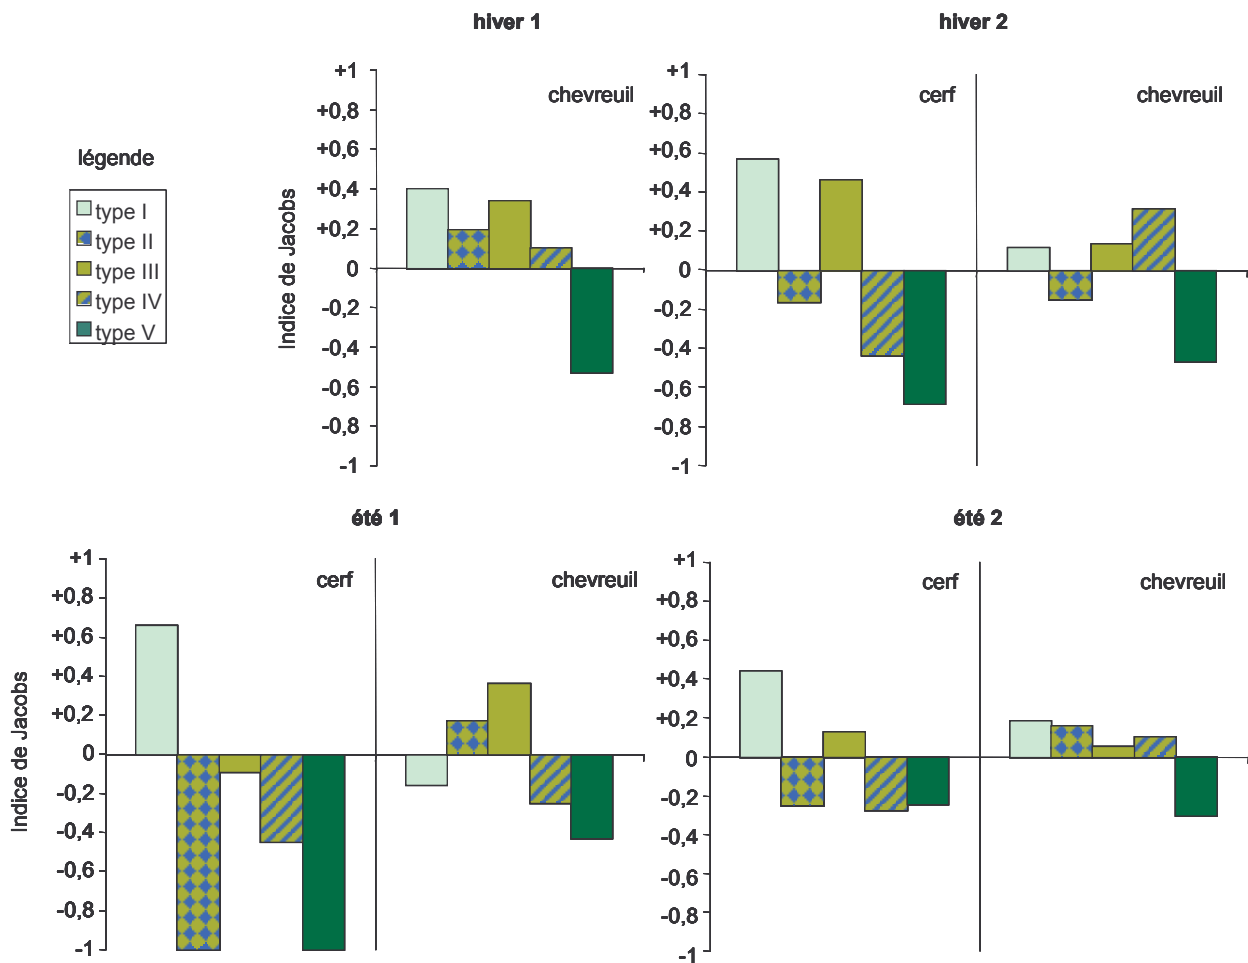 hiver 1
hiver 2
légende
type I
type II
type III
type IV
type V
Indice de Jacobs
+1
+0,8
+0,6
+0,4
+0,2
0
-0,2
-0,4
-0,6
-0,8
-1
chevreuil
+1
+0,8
+0,6
+0,4
+0,2
0
-0,2
-0,4
-0,6
-0,8
-1
cerf
chevreuil
été 1
été 2
Indice de Jacobs
+1
+0,8
+0,6
+0,4
+0,2
0
-0,2
-0,4
-0,6
-0,8
-1
cerf
chevreuil
+1
+0,8
+0,6
+0,4
+0,2
0
-0,2
-0,4
-0,6
-0,8
-1
cerf
chevreuil